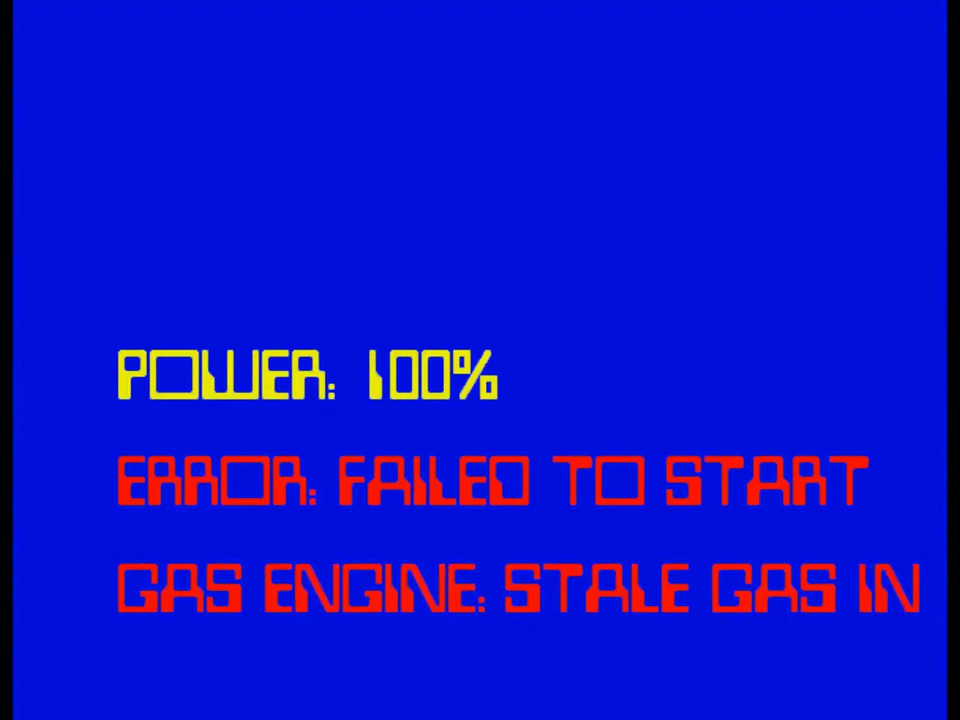 POWER: 100%
ERROR: FAILED TO START
GAS ENGINE: STALE GAS IN